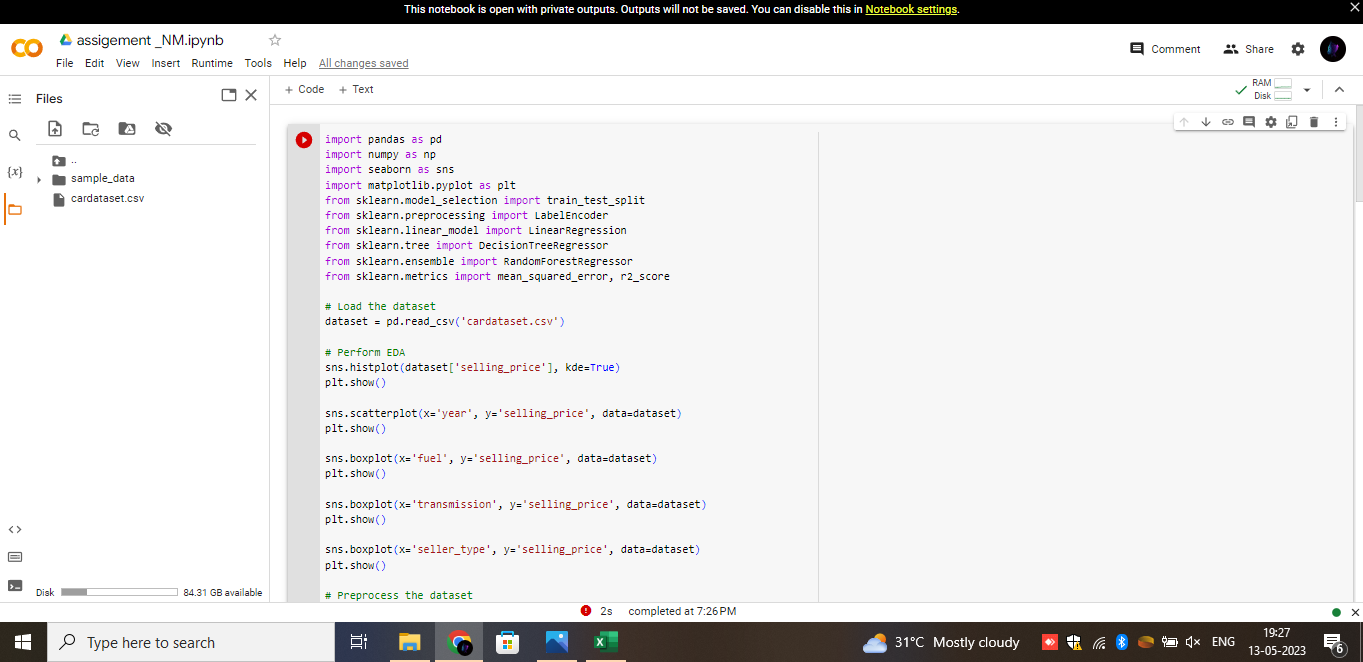 This notebook is open with private outputs. Outputs will not be saved. You can disable this in Notebook settings.
CO
assigement _NM.ipynb
File Edit View Insert Runtime Tools Help All changes saved
Comment Share
Files
+ Code + Text
RAM
Disk
..
sample_data
cardataset.csv
{x}
import pandas as pd
import numpy as np
import seaborn as sns
import matplotlib.pyplot as plt
from sklearn.model_selection import train_test_split
from sklearn.preprocessing import LabelEncoder
from sklearn.linear_model import LinearRegression
from sklearn.tree import DecisionTreeRegressor
from sklearn.ensemble import RandomForestRegressor
from sklearn.metrics import mean_squared_error, r2_score
# Load the dataset
dataset = pd.read_csv('cardataset.csv')
# Perform EDA
sns.histplot(dataset['selling_price'], kde=True)
plt.show()
sns.scatterplot(x='year', y='selling_price', data=dataset)
plt.show()
sns.boxplot(x='fuel', y='selling_price', data=dataset)
plt.show()
sns.boxplot(x='transmission', y='selling_price', data=dataset)
plt.show()
sns.boxplot(x='seller_type', y='selling_price', data=dataset)
plt.show()
# Preprocess the dataset
Disk 84.31 GB available
2s completed at 7:26 PM
Type here to search
31°C Mostly cloudy
ENG
19:27
13-05-2023
6